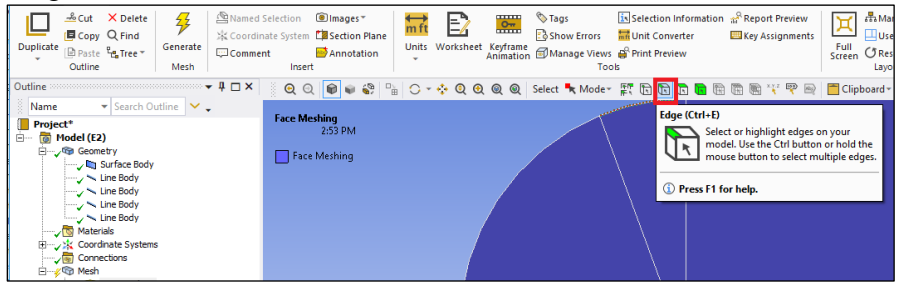 Cut
Delete
Named Selection
Images
Tags
Selection Information
Report Preview
Copy
Find
Coordinate System
Section Plane
Show Errors
Unit Converter
Key Assignments
Duplicate
Paste
Tree
Generate
Comment
Annotation
Units
Worksheet
Keyframe
Animation
Manage Views
Print Preview
Full
Screen
Outline
Mesh
Insert
Tools
Outline
Select
Mode
Clipboard
Name
Search Outline
Project*
Model (E2)
Geometry
Surface Body
Line Body
Line Body
Line Body
Line Body
Materials
Coordinate Systems
Connections
Mesh
Face Meshing
2:53 PM
Face Meshing
Edge (Ctrl+E)
Select or highlight edges on your
model. Use the Ctrl button or hold the
mouse button to select multiple edges.
Press F1 for help.